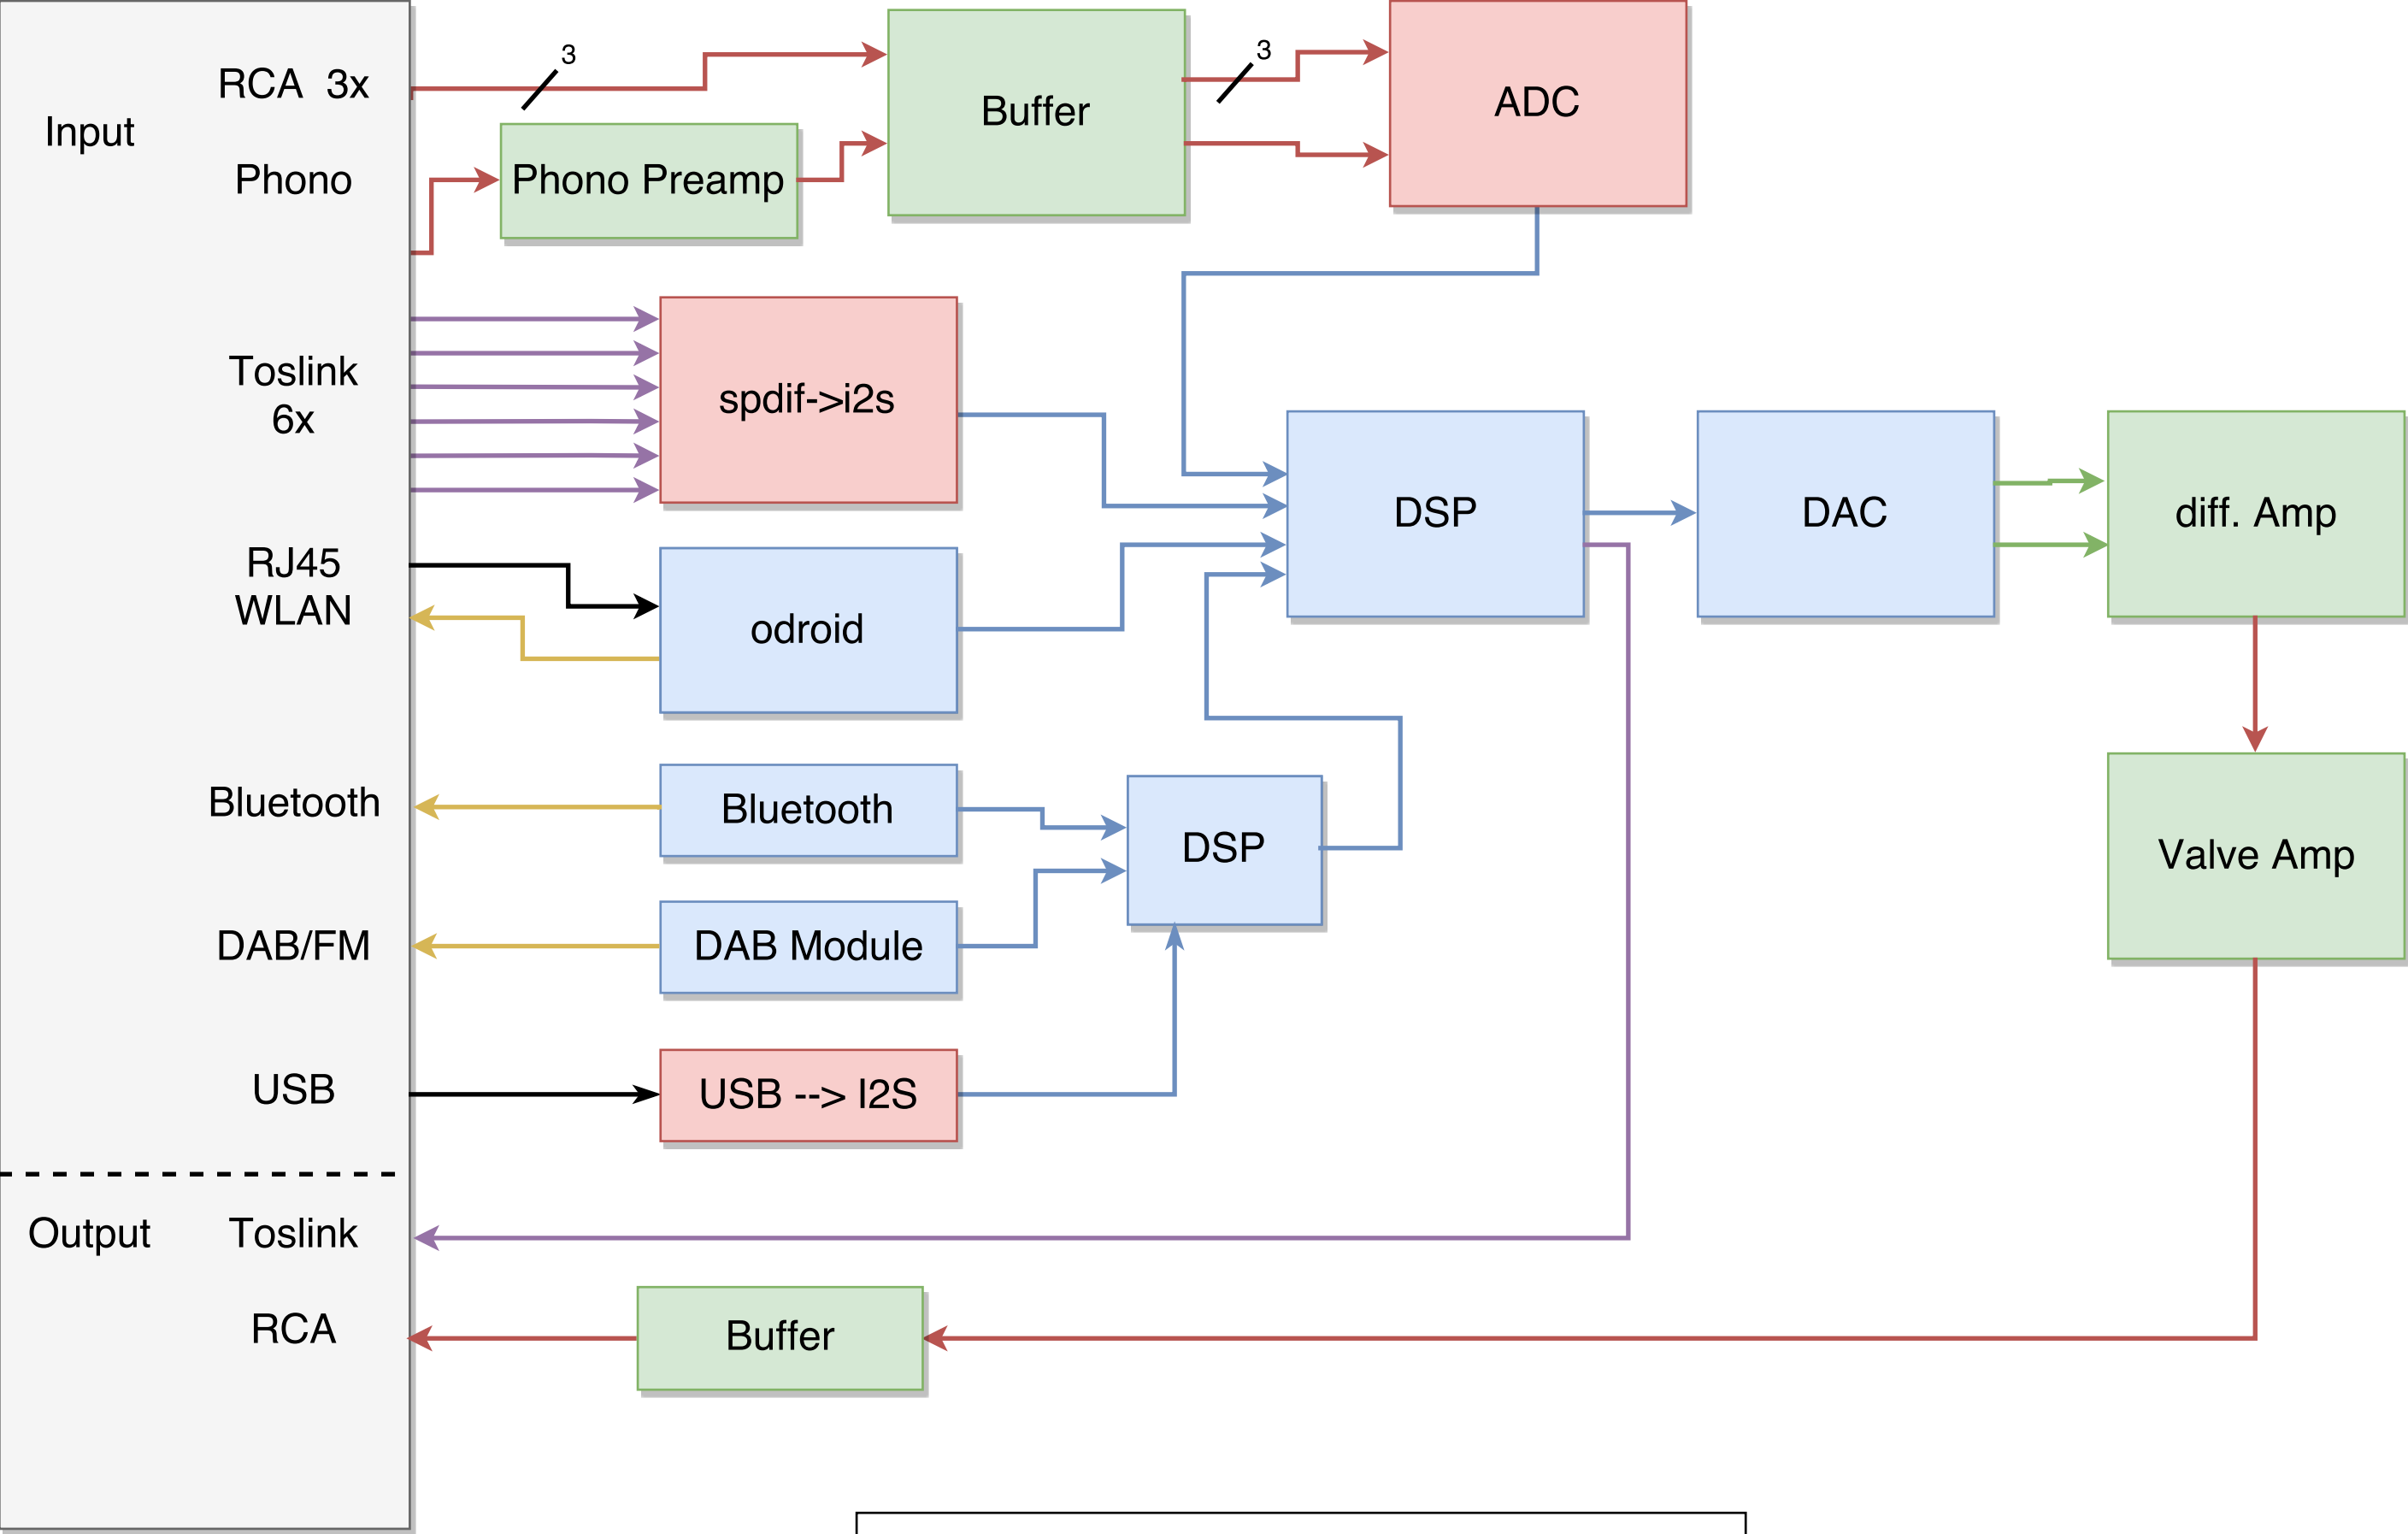 Input
RCA  3x
Phono
3
Phono Preamp
Buffer
3
ADC
Toslink
6x
spdif->i2s
RJ45
WLAN
odroid
DSP
DAC
dif. Amp
Bluetooth
Bluetooth
DSP
Valve Amp
DAB/FM
DAB Module
USB
USB --> I2S
Output
Toslink
RCA
Buffer